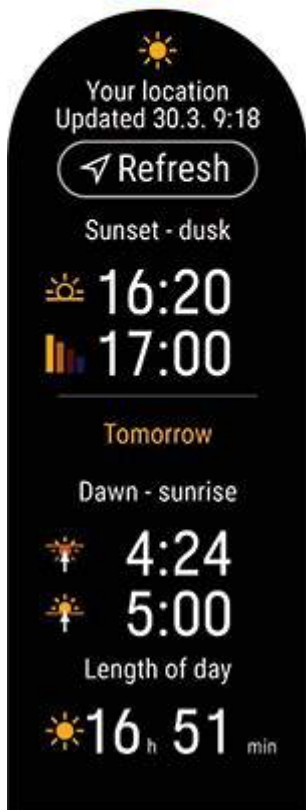 Your location
Updated 30.3. 9:18
Refresh
Sunset - dusk
16:20
17:00
Tomorrow
Dawn - sunrise
4:24
5:00
Length of day
16 h 51 min